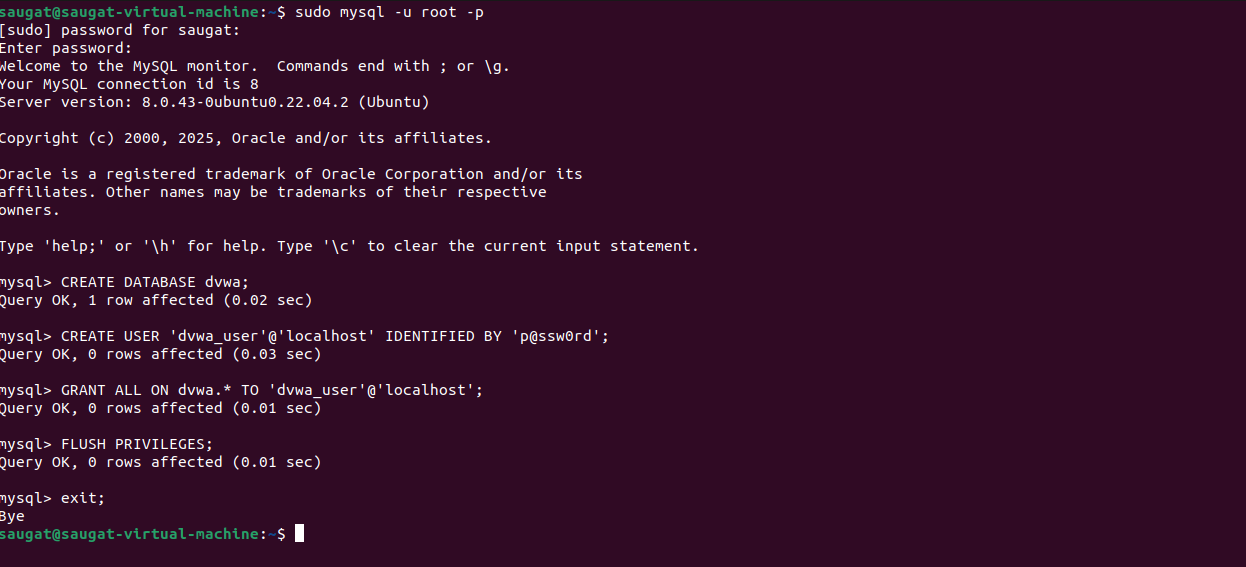 saugat@saugat-virtual-machine:~$ sudo mysql -u root -p
[sudo] password for saugat:
Enter password:
Welcome to the MySQL monitor.  Commands end with ; or \g.
Your MySQL connection id is 8
Server version: 8.0.43-0ubuntu0.22.04.2 (Ubuntu)

Copyright (c) 2000, 2025, Oracle and/or its affiliates.

Oracle is a registered trademark of Oracle Corporation and/or its
affiliates. Other names may be trademarks of their respective
owners.

Type 'help;' or '\h' for help. Type '\c' to clear the current input statement.

mysql> CREATE DATABASE dvwa;
Query OK, 1 row affected (0.02 sec)

mysql> CREATE USER 'dvwa_user'@'localhost' IDENTIFIED BY 'p@ssw0rd';
Query OK, 0 rows affected (0.03 sec)

mysql> GRANT ALL ON dvwa.* TO 'dvwa_user'@'localhost';
Query OK, 0 rows affected (0.01 sec)

mysql> FLUSH PRIVILEGES;
Query OK, 0 rows affected (0.01 sec)

mysql> exit;
Bye
saugat@saugat-virtual-machine:~$